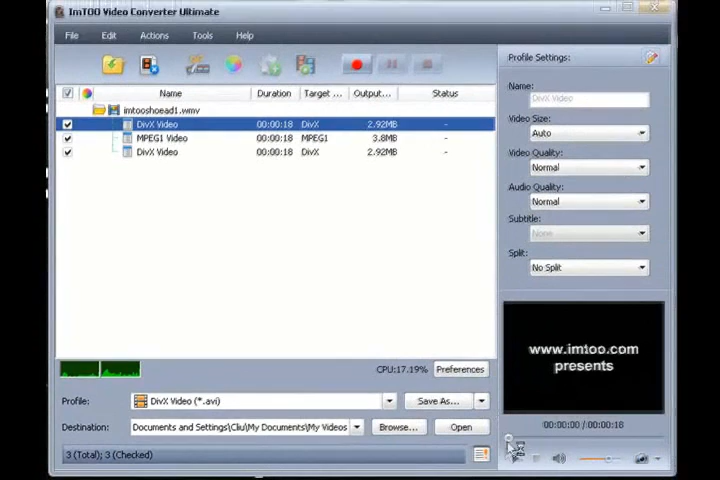 ImTOO Video Converter Ultimate
File Edit Actions Tools Help
Name Duration Target ... Output... Status
imtooshoead1.wmv
DivX Video 00:00:18 DivX 2.92MB -
MPEG1 Video 00:00:18 MPEG1 3.8MB -
DivX Video 00:00:18 DivX 2.92MB -
CPU:17.19% Preferences
Profile: DivX Video (*.avi) Save As...
Destination: Documents and Settings\Cliu\My Documents\My Videos Browse... Open
3 (Total); 3 (Checked)
Profile Settings:
Name:
DivX Video
Video Size:
Auto
Video Quality:
Normal
Audio Quality:
Normal
Subtitle:
None
Split:
No Split
www.imtoo.com
presents
00:00:00 / 00:00:18